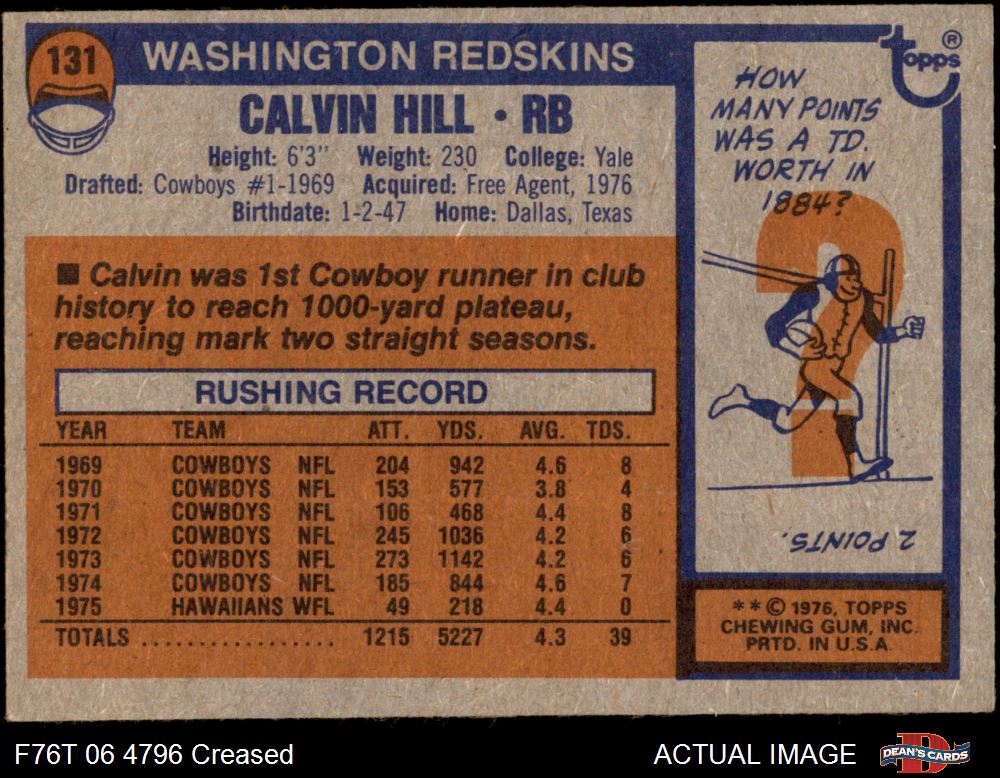 131
WASHINGTON REDSKINS
CALVIN HILL • RB
Height: 6'3" Weight: 230 College: Yale
Drafted: Cowboys #1-1969 Acquired: Free Agent, 1976
Birthdate: 1-2-47 Home: Dallas, Texas
■ Calvin was 1st Cowboy runner in club
history to reach 1000-yard plateau,
reaching mark two straight seasons.
RUSHING RECORD
YEAR TEAM ATT. YDS. AVG. TDS.
1969 COWBOYS NFL 204 942 4.6 8
1970 COWBOYS NFL 153 577 3.8 4
1971 COWBOYS NFL 106 468 4.4 8
1972 COWBOYS NFL 245 1036 4.2 6
1973 COWBOYS NFL 273 1142 4.2 6
1974 COWBOYS NFL 185 844 4.6 7
1975 HAWAIIANS WFL 49 218 4.4 0
TOTALS ................. 1215 5227 4.3 39
topps ®
HOW
MANY POINTS
WAS A TD.
WORTH IN
1884?
2 POINTS.
** © 1976, TOPPS
CHEWING GUM, INC.
PRTD. IN U.S.A.
F76T 06 4796 Creased
ACTUAL IMAGE
DEAN'S CARDS